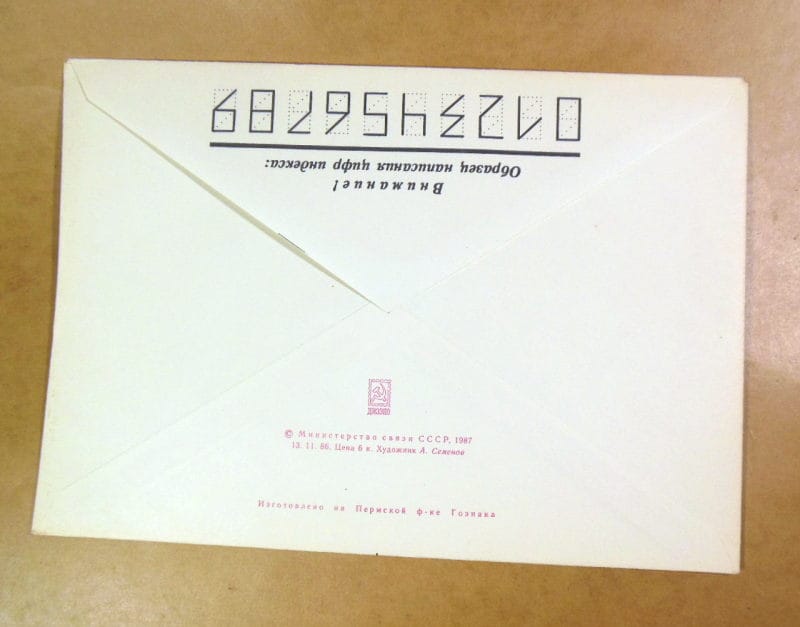 Внимание!
Образец написания цифр индекса:
0123456789
ДИЭЗПО
© Министерство связи СССР, 1987
13. 11. 86. Цена 6 к. Художник А. Семенов
Изготовлено на Пермской ф-ке Гознака